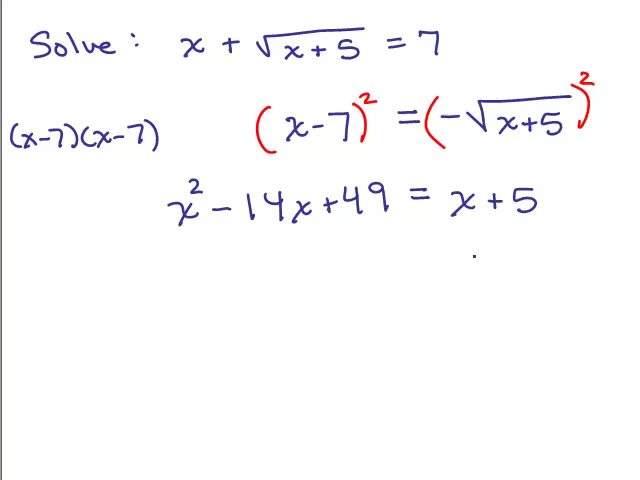 Solve: x + √(x+5) = 7
(x-7)(x-7) (x-7)² = (-√(x+5))²
x² - 14x + 49 = x + 5